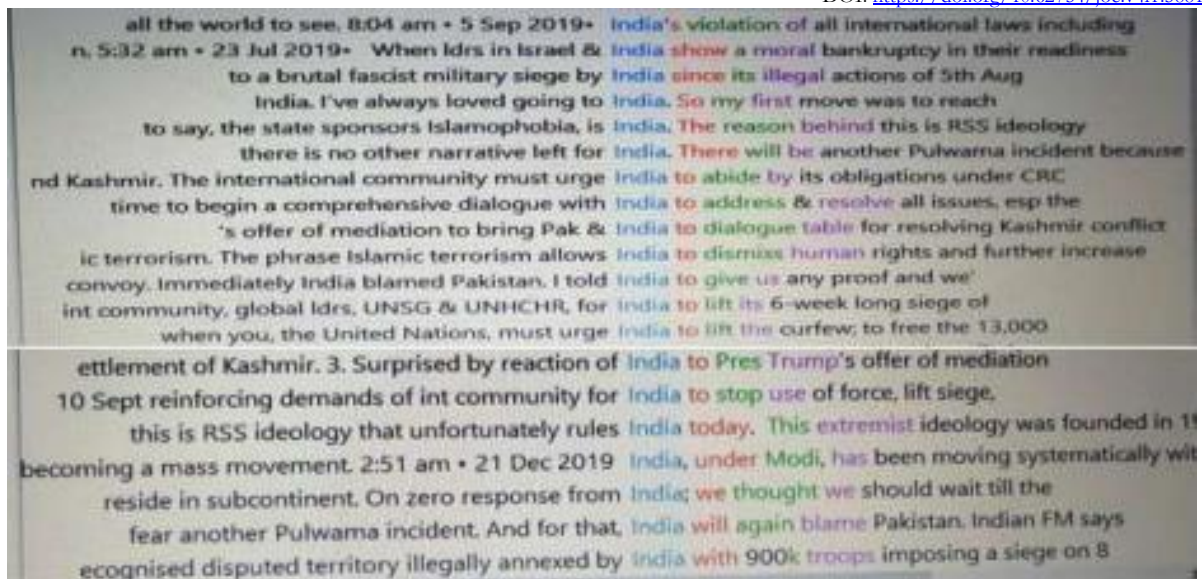 all the world to see, 8:04 am • 5 Sep 2019• India's violation of all international laws including
n, 5:32 am • 23 Jul 2019• When ldrs in Israel & India show a moral bankruptcy in their readiness
to a brutal fascist military siege by India since its illegal actions of 5th Aug
India. I've always loved going to India. So my first move was to reach
to say, the state sponsors Islamophobia, is India. The reason behind this is RSS ideology
there is no other narrative left for India. There will be another Pulwama incident because
nd Kashmir. The international community must urge India to abide by its obligations under CRC
time to begin a comprehensive dialogue with India to address & resolve all issues, esp the
's offer of mediation to bring Pak & India to dialogue table for resolving Kashmir conflict
ic terrorism. The phrase Islamic terrorism allows India to dismiss human rights and further increase
convoy. Immediately India blamed Pakistan. I told India to give us any proof and we'
int community, global ldrs, UNSG & UNHCHR, for India to lift its 6-week long siege of
when you, the United Nations, must urge India to lift the curfew; to free the 13,000
ettlement of Kashmir. 3. Surprised by reaction of India to Pres Trump's offer of mediation
10 Sept reinforcing demands of int community for India to stop use of force, lift siege,
this is RSS ideology that unfortunately rules India today. This extremist ideology was founded in 19
becoming a mass movement. 2:51 am • 21 Dec 2019 India, under Modi, has been moving systematically wit
reside in subcontinent. On zero response from India; we thought we should wait till the
fear another Pulwama incident. And for that, India will again blame Pakistan. Indian FM says
ecognised disputed territory illegally annexed by India with 900k troops imposing a siege on 8